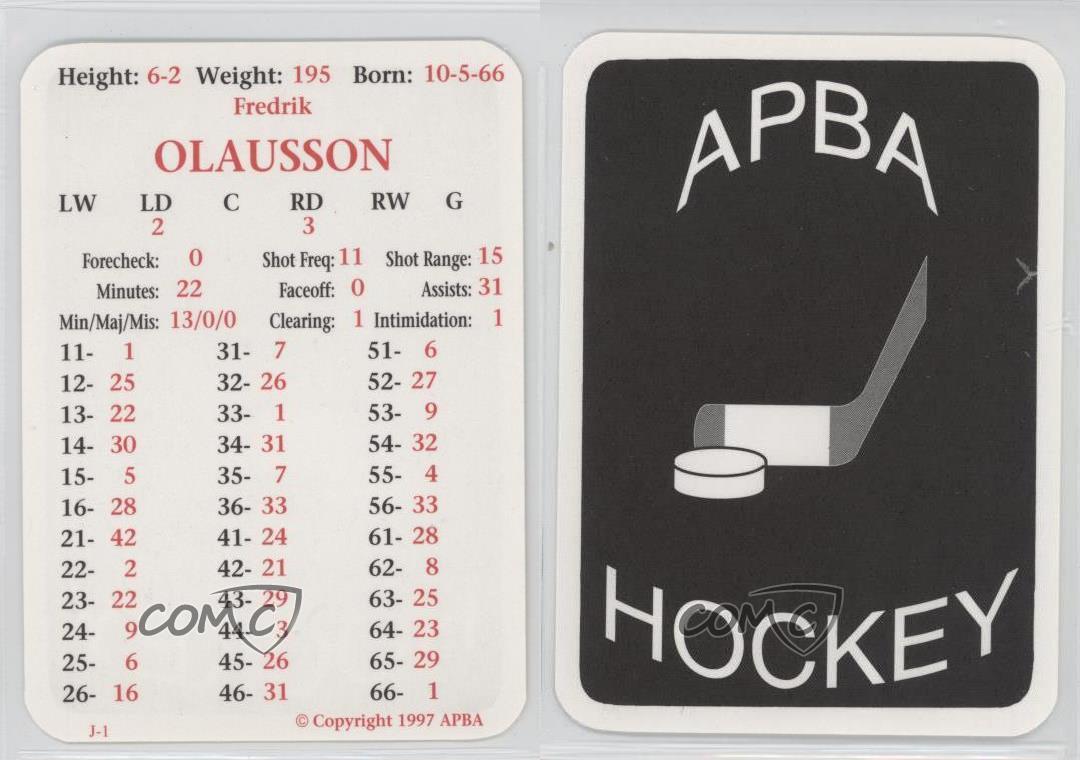 Height: 6-2 Weight: 195 Born: 10-5-66
Fredrik
OLAUSSON
LW LD C RD RW G
2 3
Forecheck: 0 Shot Freq: 11 Shot Range: 15
Minutes: 22 Faceoff: 0 Assists: 31
Min/Maj/Mis: 13/0/0 Clearing: 1 Intimidation: 1
11- 1 31- 7 51- 6
12- 25 32- 26 52- 27
13- 22 33- 1 53- 9
14- 30 34- 31 54- 32
15- 5 35- 7 55- 4
16- 28 36- 33 56- 33
21- 42 41- 24 61- 28
22- 2 42- 21 62- 8
23- 22 43- 29 63- 25
24- 9 44- 3 64- 23
25- 6 45- 26 65- 29
26- 16 46- 31 66- 1
J-1 © Copyright 1997 APBA
COMC
APBA
HOCKEY
COMC